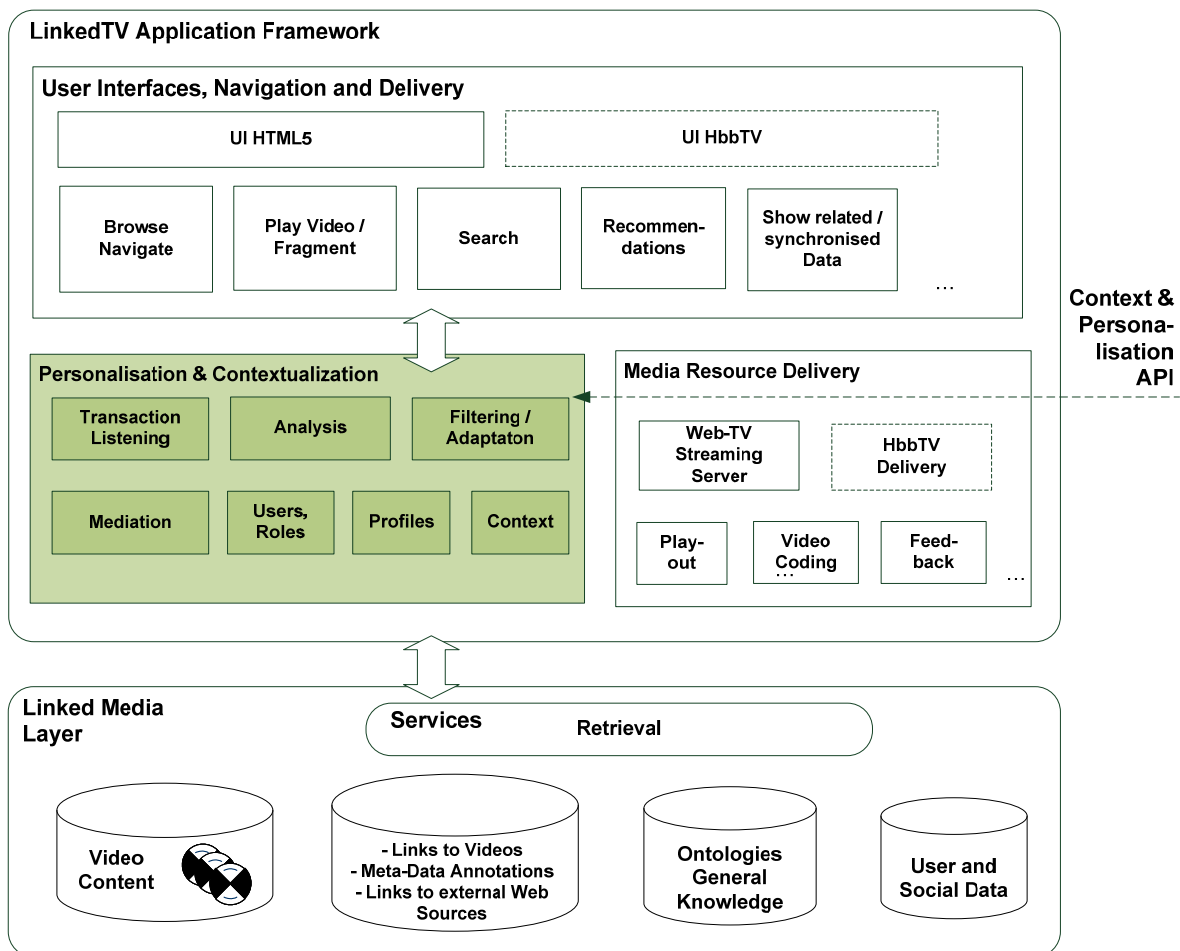 LinkedTV Application Framework
User Interfaces, Navigation and Delivery
UI HTML5
UI HbbTV
Browse
Navigate
Play Video /
Fragment
Search
Recommen-
dations
Show related /
synchronised
Data
...
Context &
Persona-
lisation
API
Personalisation & Contextualization
Transaction
Listening
Analysis
Filtering /
Adaptaton
Mediation
Users,
Roles
Profiles
Context
Media Resource Delivery
Web-TV
Streaming
Server
HbbTV
Delivery
Play-
out
Video
Coding
...
Feed-
back
...
Linked Media
Layer
Services
Retrieval
Video
Content
- Links to Videos
- Meta-Data Annotations
- Links to external Web
Sources
Ontologies
General
Knowledge
User and
Social Data